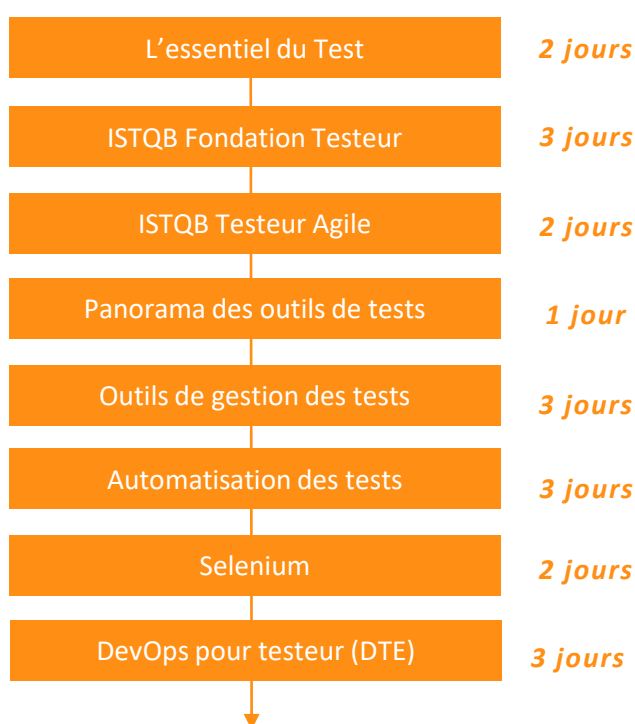 L’essentiel du Test 2 jours
ISTQB Fondation Testeur 3 jours
ISTQB Testeur Agile 2 jours
Panorama des outils de tests 1 jour
Outils de gestion des tests 3 jours
Automatisation des tests 3 jours
Selenium 2 jours
DevOps pour testeur (DTE) 3 jours